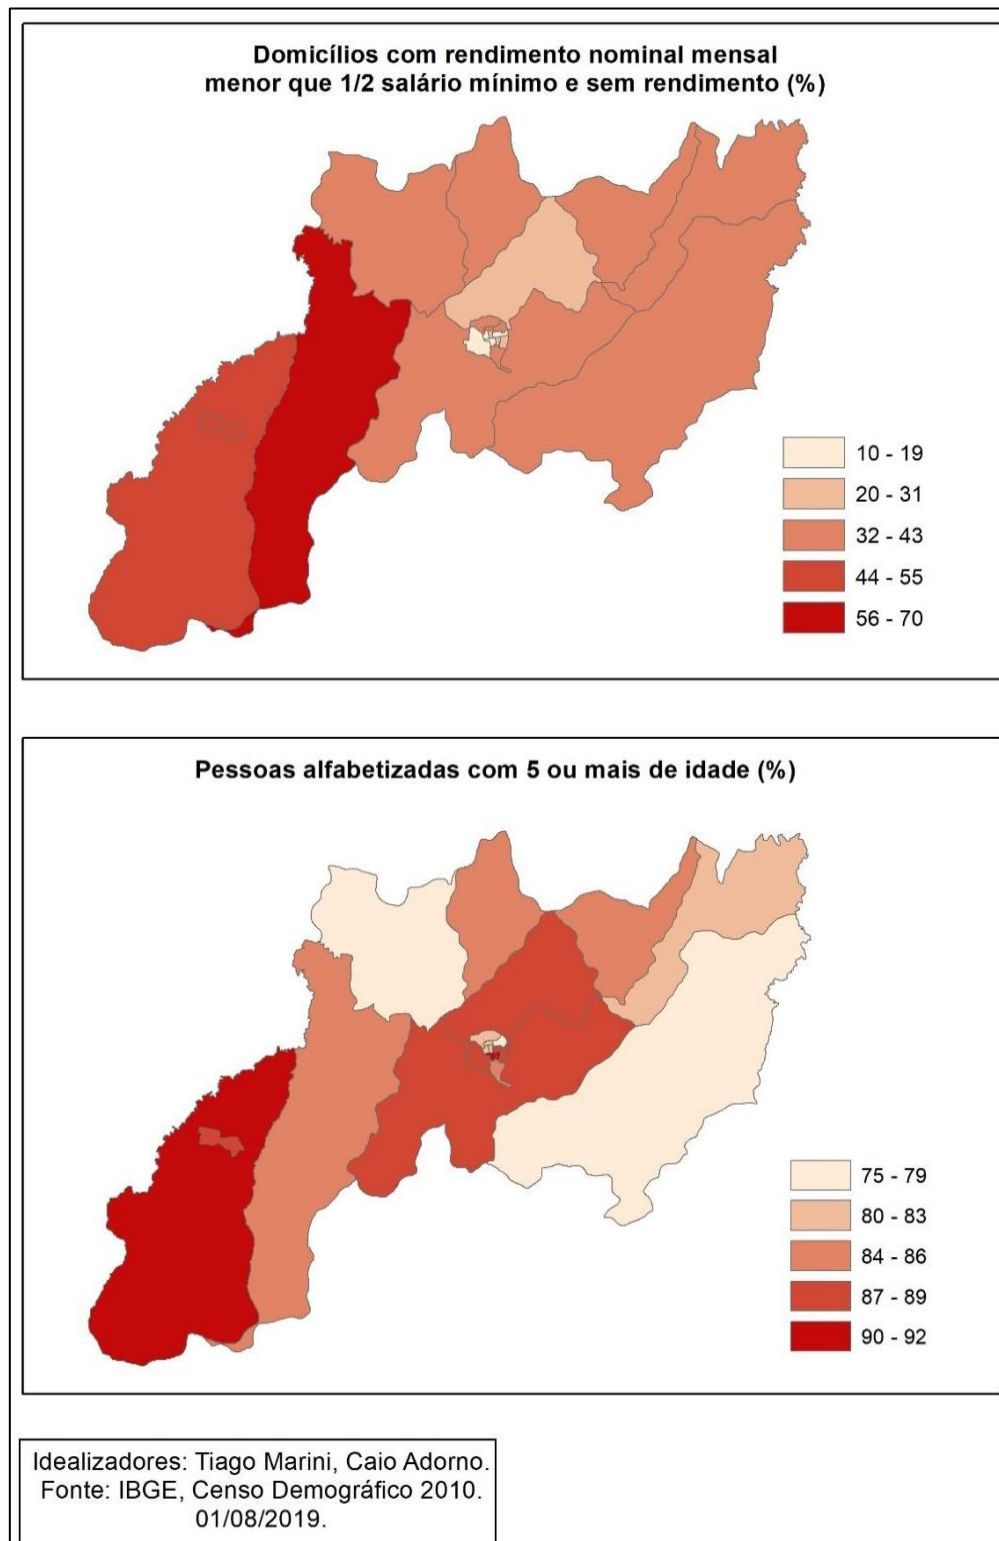 Domicílios com rendimento nominal mensal
menor que 1/2 salário mínimo e sem rendimento (%)
10 - 19
20 - 31
32 - 43
44 - 55
56 - 70
Pessoas alfabetizadas com 5 ou mais de idade (%)
75 - 79
80 - 83
84 - 86
87 - 89
90 - 92
Idealizadores: Tiago Marini, Caio Adorno.
Fonte: IBGE, Censo Demográfico 2010.
01/08/2019.